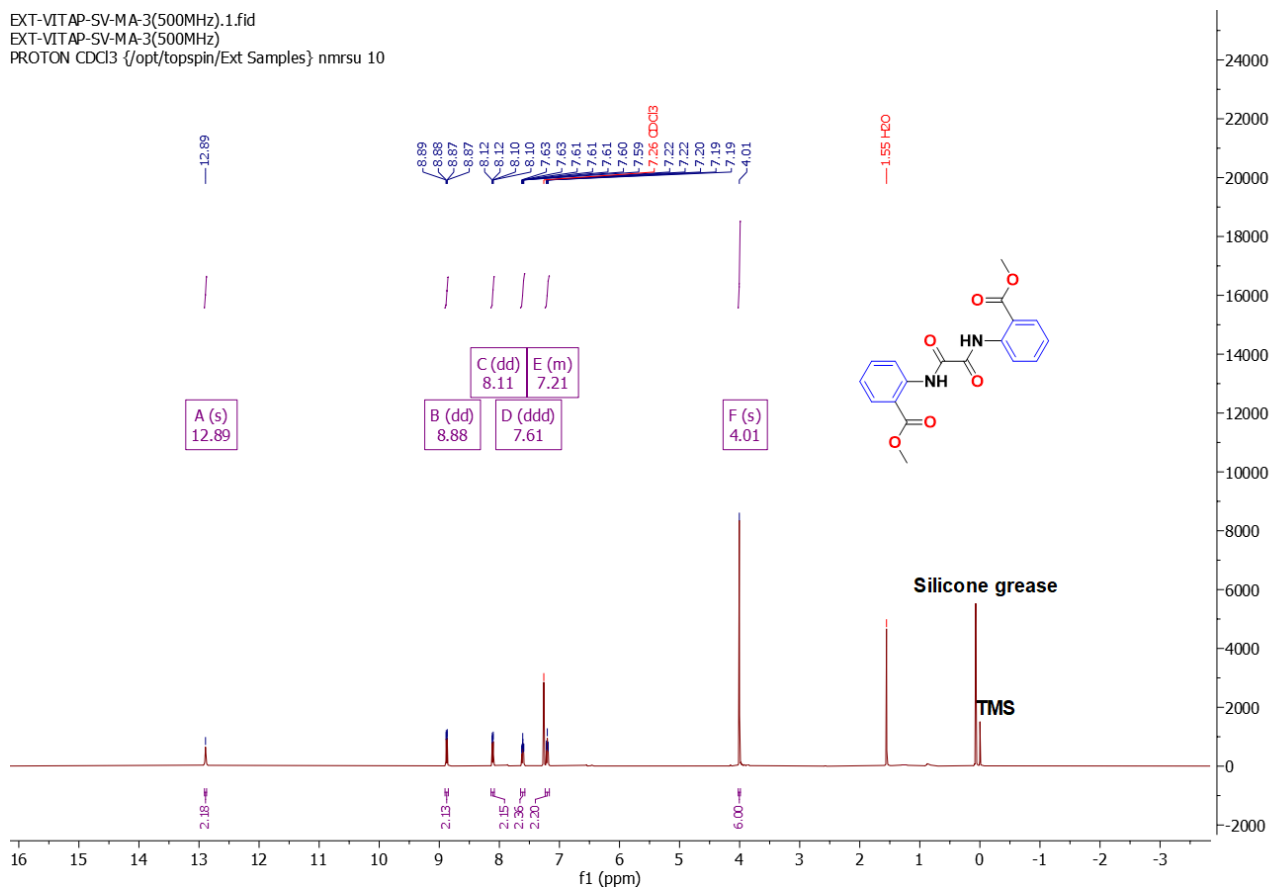 EXT-VITAP-SV-MA-3(500MHz).1.fid
EXT-VITAP-SV-MA-3(500MHz)
PROTON CDCl3 {/opt/topspin/Ext Samples} nmrsu 10
12.89
8.89
8.88
8.87
8.87
8.12
8.12
8.10
8.10
7.63
7.63
7.61
7.61
7.61
7.60
7.59
7.26 CDCl3
7.22
7.22
7.20
7.19
7.19
4.01
1.55 H2O
24000
22000
20000
18000
16000
14000
12000
10000
8000
6000
4000
2000
0
-2000
O
O
O
HN
NH
O
O
O
C (dd)
8.11
E (m)
7.21
A (s)
12.89
B (dd)
8.88
D (ddd)
7.61
F (s)
4.01
Silicone grease
TMS
2.18
2.13
2.15
2.36
2.20
6.00
16 15 14 13 12 11 10 9 8 7 6 5 4 3 2 1 0 -1 -2 -3
f1 (ppm)